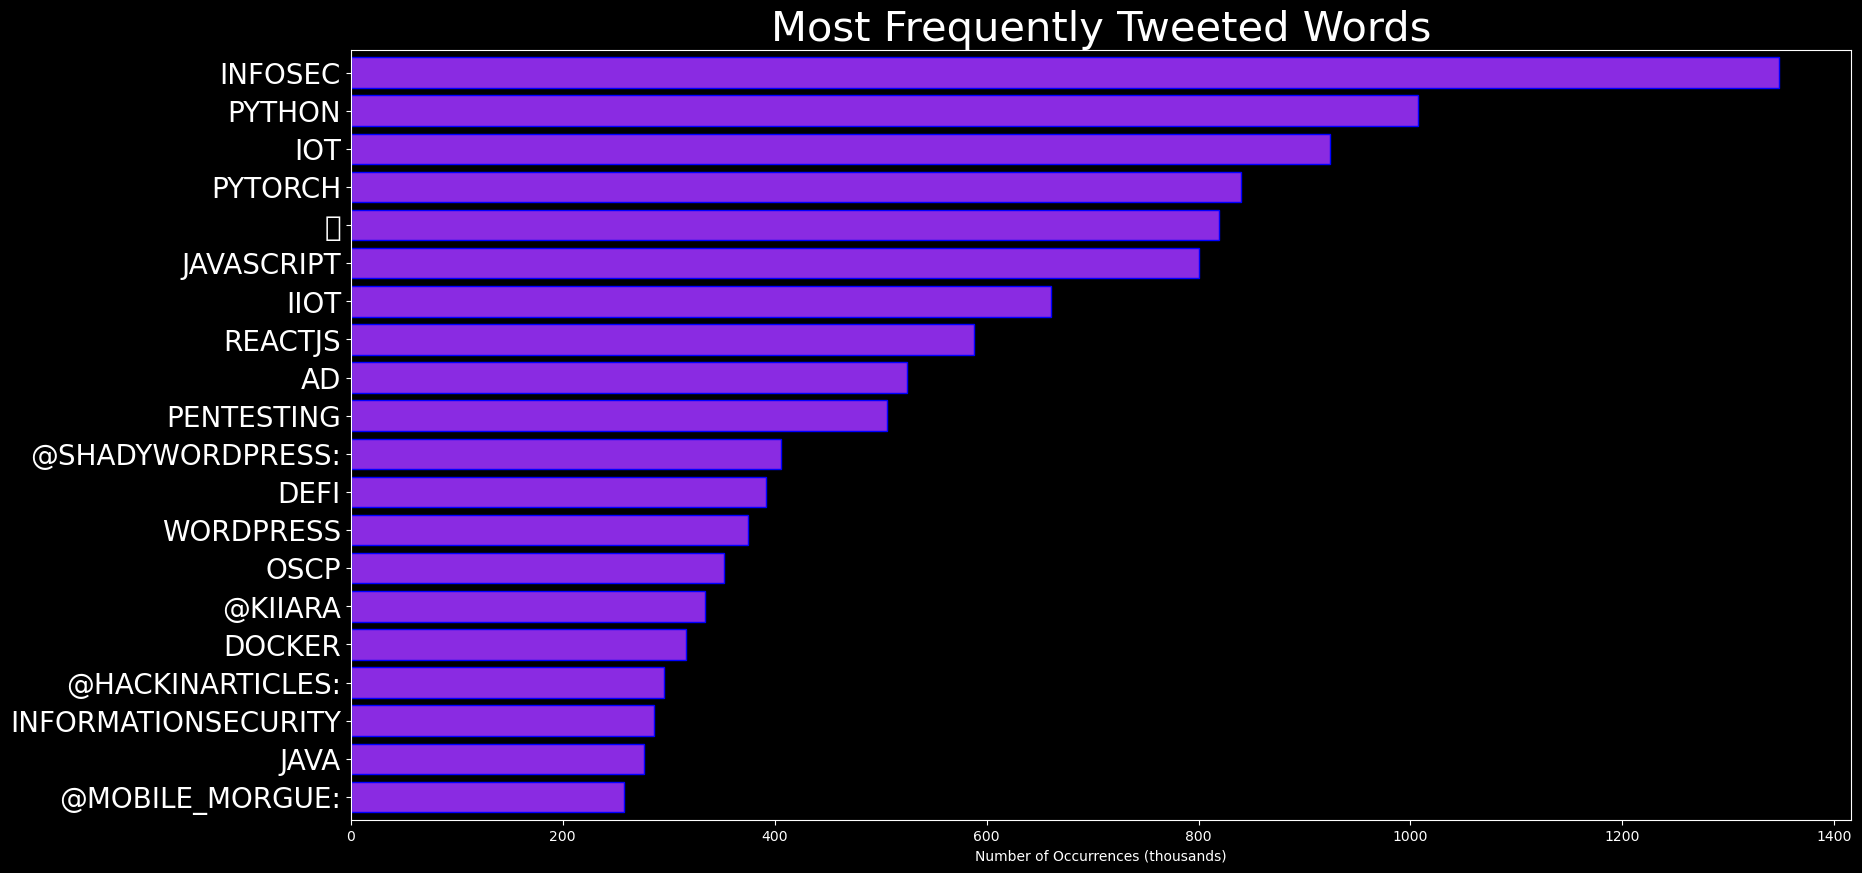 Most Frequently Tweeted Words
INFOSEC
PYTHON
IOT
PYTORCH
JAVASCRIPT
IIOT
REACTJS
AD
PENTESTING
@SHADYWORDPRESS:
DEFI
WORDPRESS
OSCP
@KIIARA
DOCKER
@HACKINARTICLES:
INFORMATIONSECURITY
JAVA
@MOBILE_MORGUE:
0 200 400 600 800 1000 1200 1400
Number of Occurrences (thousands)